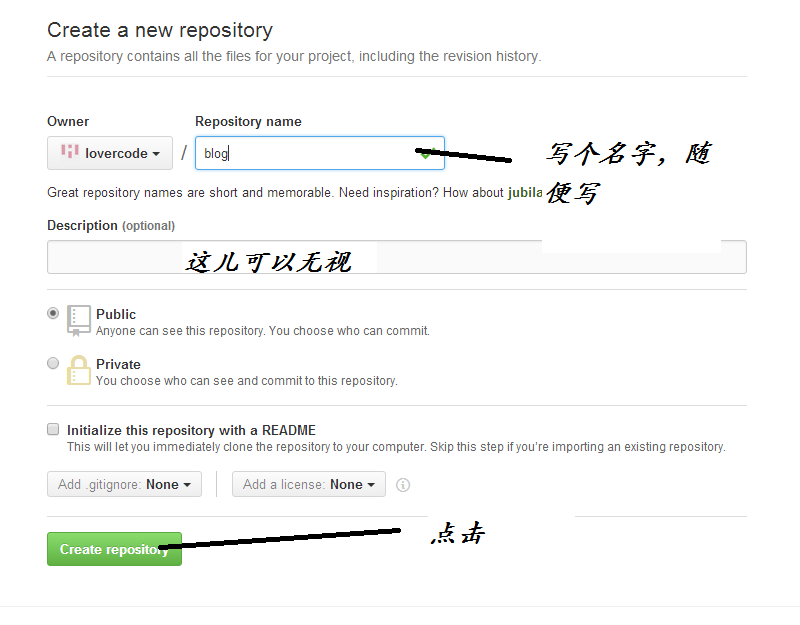 Create a new repository
A repository contains all the files for your project, including the revision history.
Owner
Repository name
lovercode
/
blog
写个名字，随
便写
Great repository names are short and memorable. Need inspiration? How about
Description (optional)
这儿可以无视
Public
Anyone can see this repository. You choose who can commit.
Private
You choose who can see and commit to this repository.
Initialize this repository with a README
This will let you immediately clone the repository to your computer. Skip this step if you're importing an existing repository.
Add .gitignore: None
Add a license: None
点击
Create repository